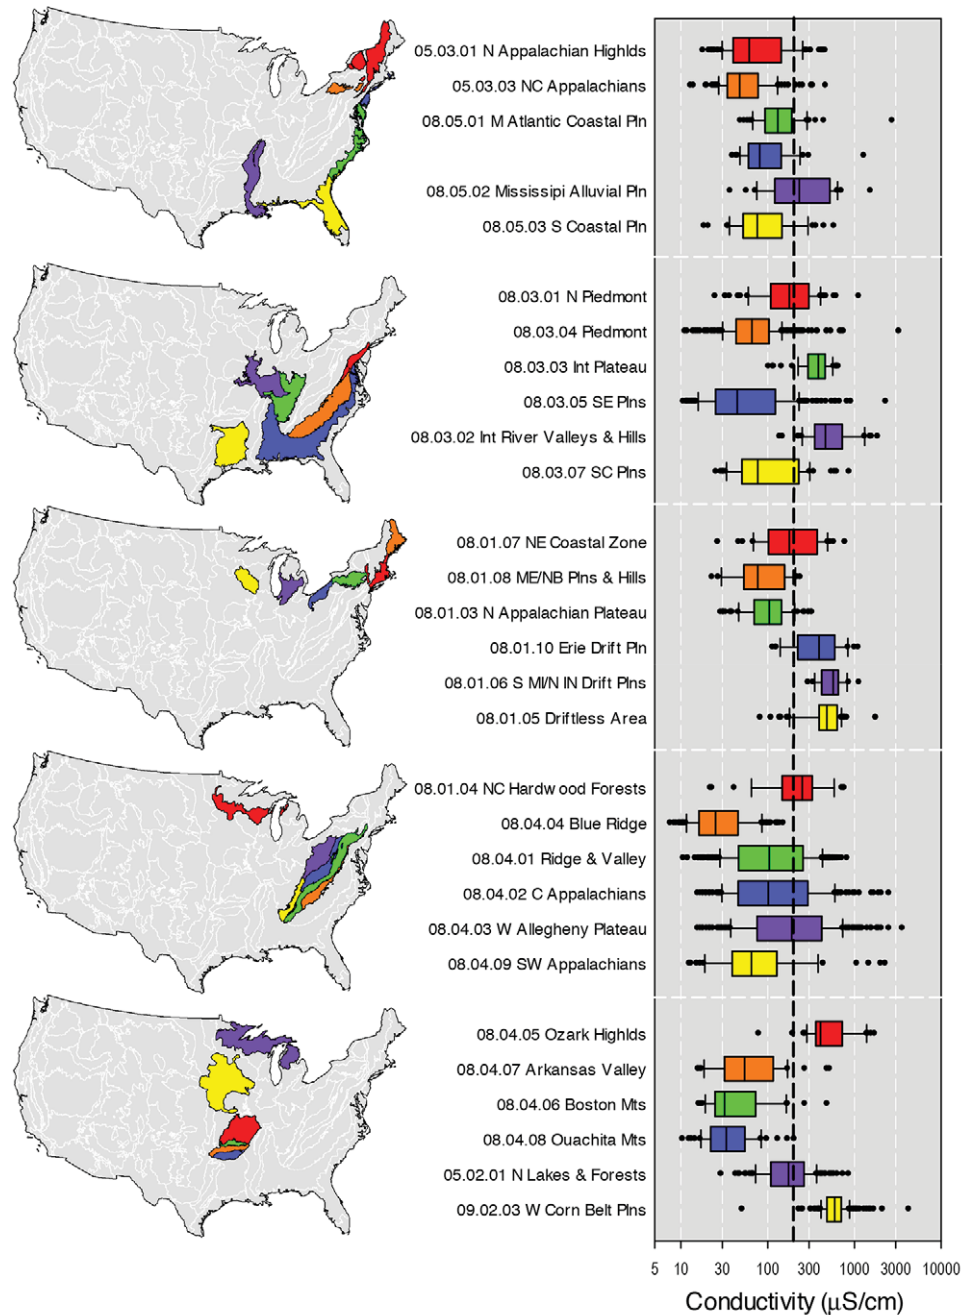 05.03.01 N Appalachian Highlds
05.03.03 NC Appalachians
08.05.01 M Atlantic Coastal Pln
08.05.02 Mississipi Alluvial Pln
08.05.03 S Coastal Pln
08.03.01 N Piedmont
08.03.04 Piedmont
08.03.03 Int Plateau
08.03.05 SE Plns
08.03.02 Int River Valleys & Hills
08.03.07 SC Plns
08.01.07 NE Coastal Zone
08.01.08 ME/NB Plns & Hills
08.01.03 N Appalachian Plateau
08.01.10 Erie Drift Pln
08.01.06 S MI/N IN Drift Plns
08.01.05 Driftless Area
08.01.04 NC Hardwood Forests
08.04.04 Blue Ridge
08.04.01 Ridge & Valley
08.04.02 C Appalachians
08.04.03 W Allegheny Plateau
08.04.09 SW Appalachians
08.04.05 Ozark Highlds
08.04.07 Arkansas Valley
08.04.06 Boston Mts
08.04.08 Ouachita Mts
05.02.01 N Lakes & Forests
09.02.03 W Corn Belt Plns
5 10 30 100 300 1000 3000 10000
Conductivity (µS/cm)